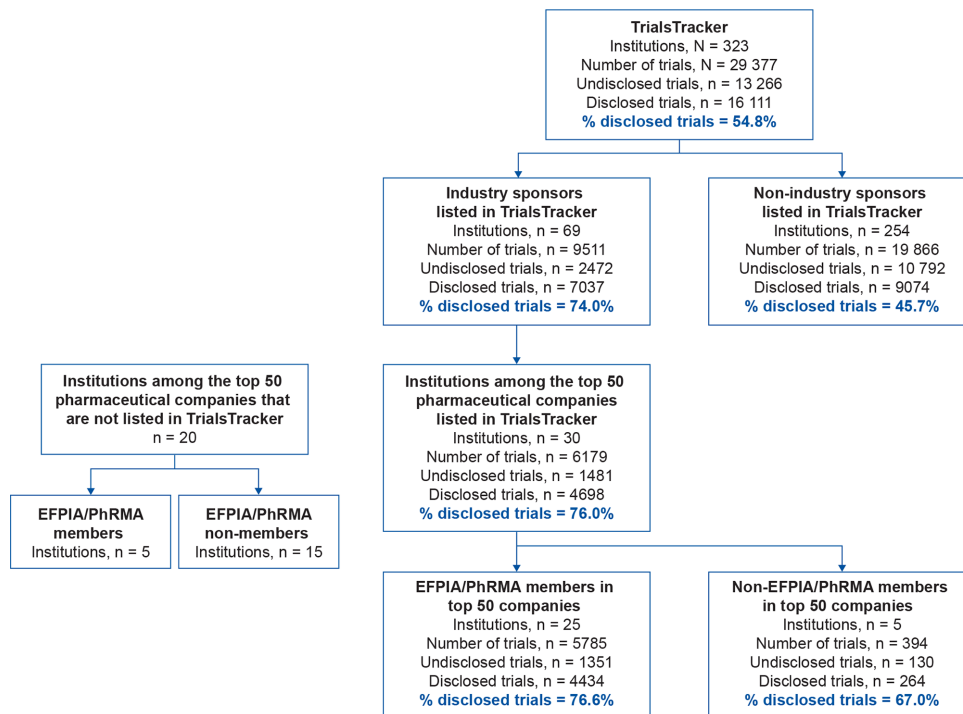 TrialsTracker
Institutions, N = 323
Number of trials, N = 29 377
Undisclosed trials, n = 13 266
Disclosed trials, n = 16 111
% disclosed trials = 54.8%
Industry sponsors
listed in TrialsTracker
Institutions, n = 69
Number of trials, n = 9511
Undisclosed trials, n = 2472
Disclosed trials, n = 7037
% disclosed trials = 74.0%
Non-industry sponsors
listed in TrialsTracker
Institutions, n = 254
Number of trials, n = 19 866
Undisclosed trials, n = 10 792
Disclosed trials, n = 9074
% disclosed trials = 45.7%
Institutions among the top 50
pharmaceutical companies that
are not listed in TrialsTracker
n = 20
Institutions among the top 50
pharmaceutical companies
listed in TrialsTracker
Institutions, n = 30
Number of trials, n = 6179
Undisclosed trials, n = 1481
Disclosed trials, n = 4698
% disclosed trials = 76.0%
EFPIA/PhRMA
members
Institutions, n = 5
EFPIA/PhRMA
non-members
Institutions, n = 15
EFPIA/PhRMA members in
top 50 companies
Institutions, n = 25
Number of trials, n = 5785
Undisclosed trials, n = 1351
Disclosed trials, n = 4434
% disclosed trials = 76.6%
Non-EFPIA/PhRMA members
in top 50 companies
Institutions, n = 5
Number of trials, n = 394
Undisclosed trials, n = 130
Disclosed trials, n = 264
% disclosed trials = 67.0%